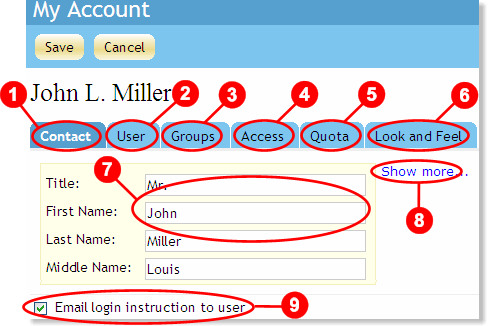 My Account
Save Cancel
John L. Miller
1 2 3 4 5 6
Contact User Groups Access Quota Look and Feel
7
Show more...
8
Title: Mr.
First Name: John
Last Name: Miller
Middle Name: Louis
Email login instruction to user 9